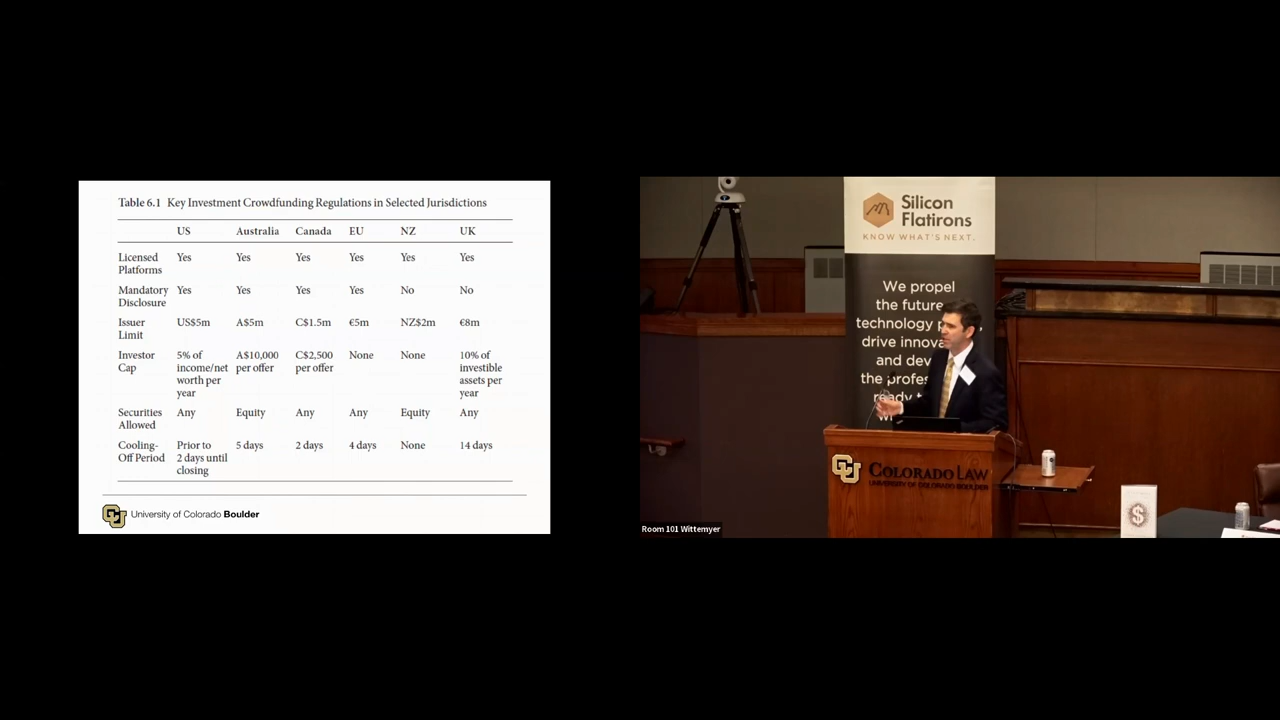 Table 6.1 Key Investment Crowdfunding Regulations in Selected Jurisdictions
US Australia Canada EU NZ UK
Licensed Platforms Yes Yes Yes Yes Yes Yes
Mandatory Disclosure Yes Yes Yes Yes No No
Issuer Limit US$5m A$5m C$1.5m €5m NZ$2m €8m
Investor Cap 5% of income/net worth per year A$10,000 per offer C$2,500 per offer None None 10% of investible assets per year
Securities Allowed Any Equity Any Any Equity Any
Cooling-Off Period Prior to 2 days until closing 5 days 2 days 4 days None 14 days
CU University of Colorado Boulder
Silicon
Flatirons
KNOW WHAT'S NEXT.
We propel
the future
technology
drive innova
and deve
the profes
ready
CU COLORADO LAW
UNIVERSITY OF COLORADO BOULDER
$
Room 101 Wittemyer